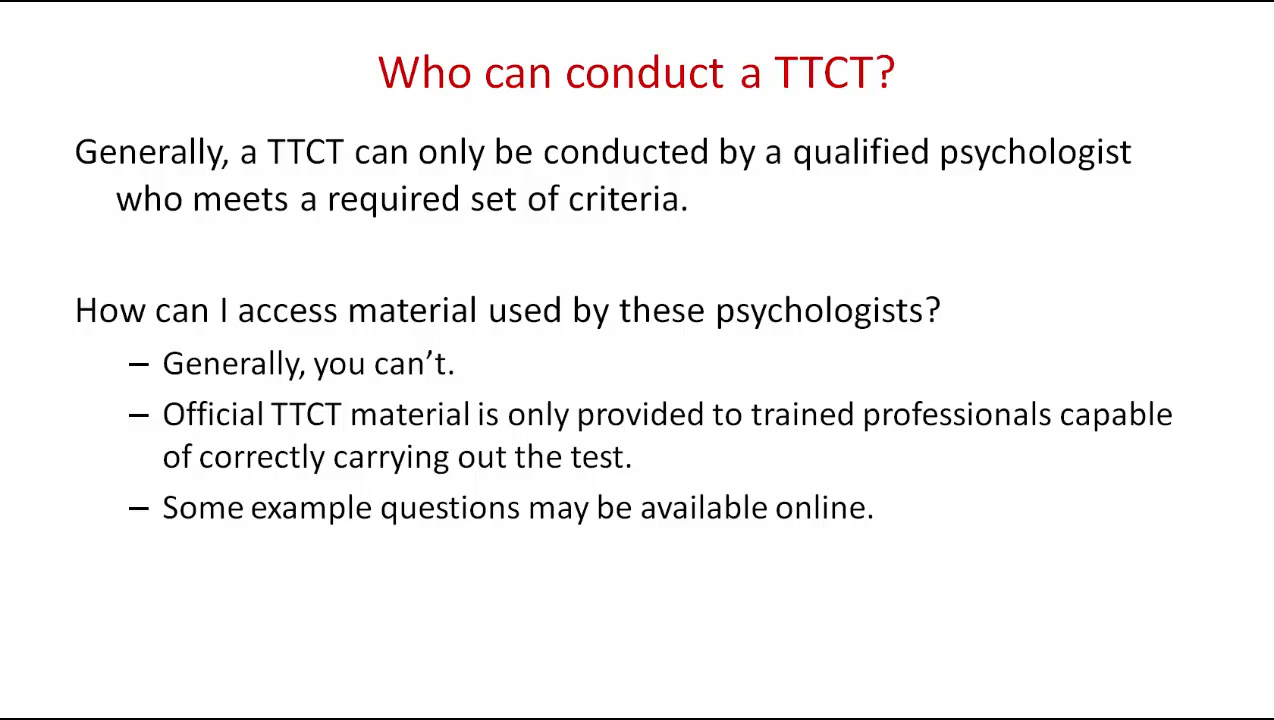 Who can conduct a TTCT?
Generally, a TTCT can only be conducted by a qualified psychologist
who meets a required set of criteria.
How can I access material used by these psychologists?
– Generally, you can’t.
– Official TTCT material is only provided to trained professionals capable
of correctly carrying out the test.
– Some example questions may be available online.